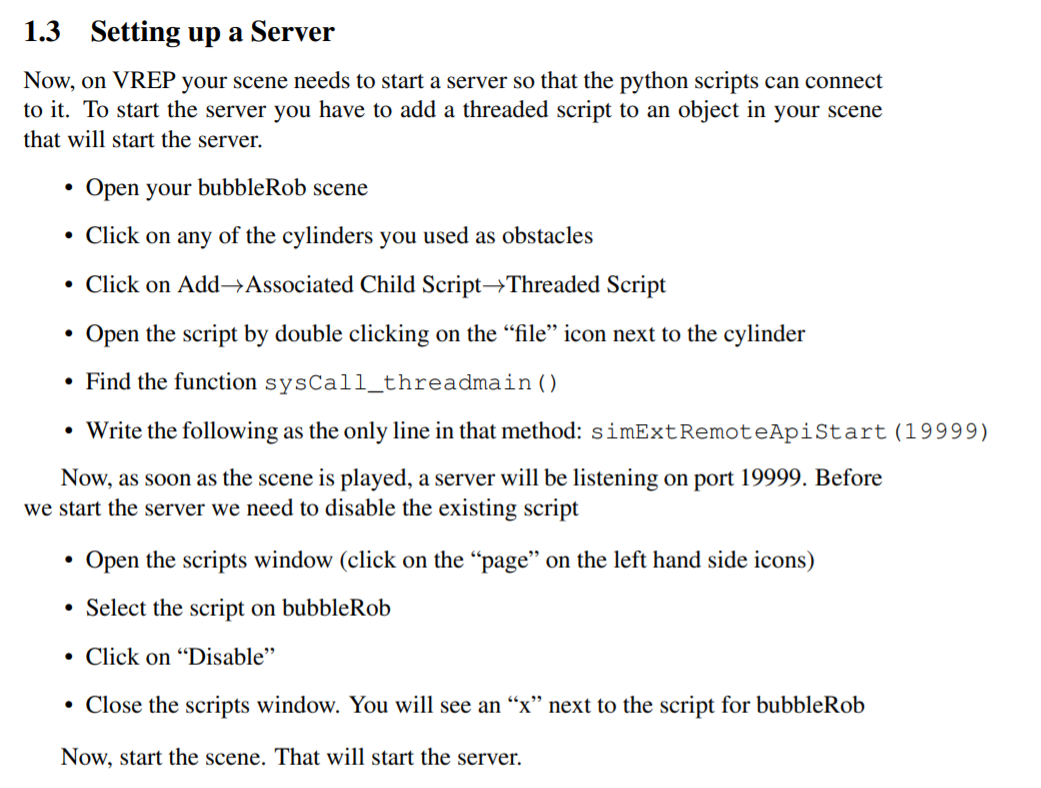 1.3 Setting up a Server
Now, on VREP your scene needs to start a server so that the python scripts can connect
to it. To start the server you have to add a threaded script to an object in your scene
that will start the server.
• Open your bubbleRob scene
• Click on any of the cylinders you used as obstacles
• Click on Add→Associated Child Script→Threaded Script
• Open the script by double clicking on the “file” icon next to the cylinder
• Find the function sysCall_threadmain()
• Write the following as the only line in that method: simExtRemoteApiStart(19999)
Now, as soon as the scene is played, a server will be listening on port 19999. Before
we start the server we need to disable the existing script
• Open the scripts window (click on the “page” on the left hand side icons)
• Select the script on bubbleRob
• Click on “Disable”
• Close the scripts window. You will see an “x” next to the script for bubbleRob
Now, start the scene. That will start the server.